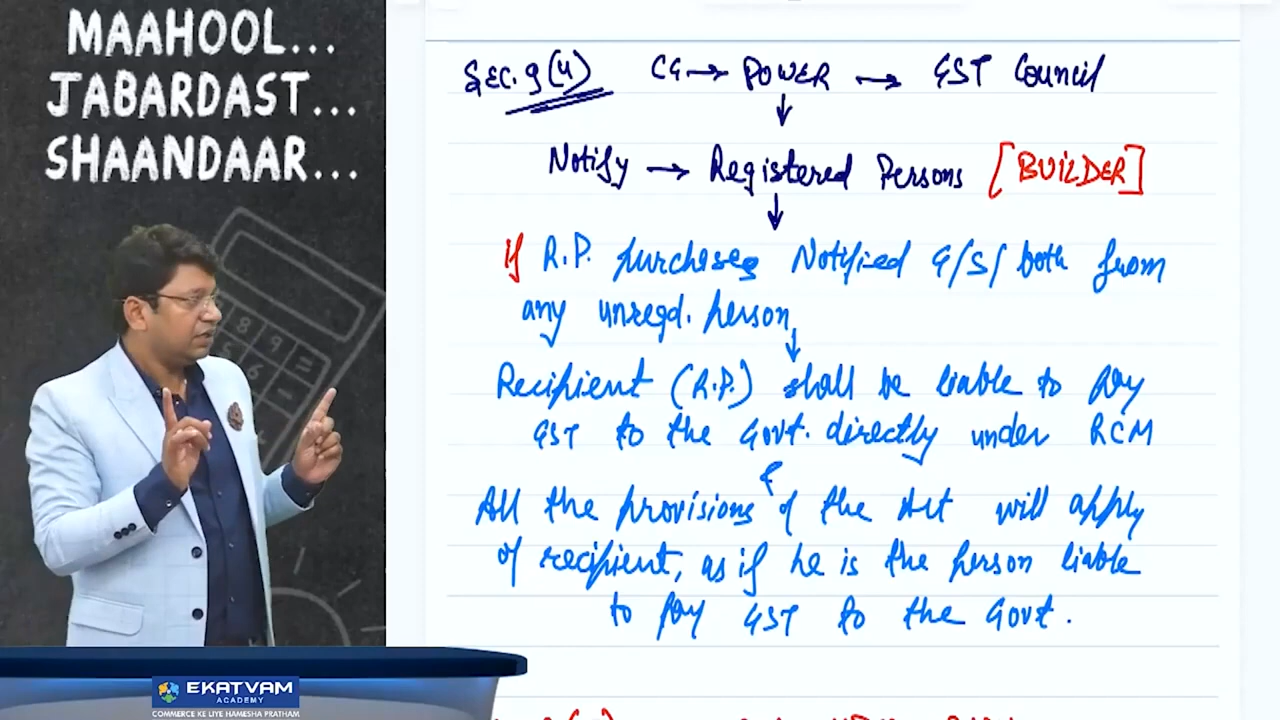 MAAHOOL...
JABARDAST...
SHAANDAAR...
SEC. 9(4) CG → POWER → GST Council
↓
Notify → Registered Persons [BUILDER]
↓
If R.P. purchases Notified G/S/ both from
any unregd. person
↓
Recipient (R.P.) shall be liable to pay
GST to the Govt. directly under RCM
&
All the provisions of the Act will apply
of recipient, as if he is the person liable
to pay GST to the Govt.
EKATVAM
ACADEMY
COMMERCE KE LIYE HAMESHA PRATHAM